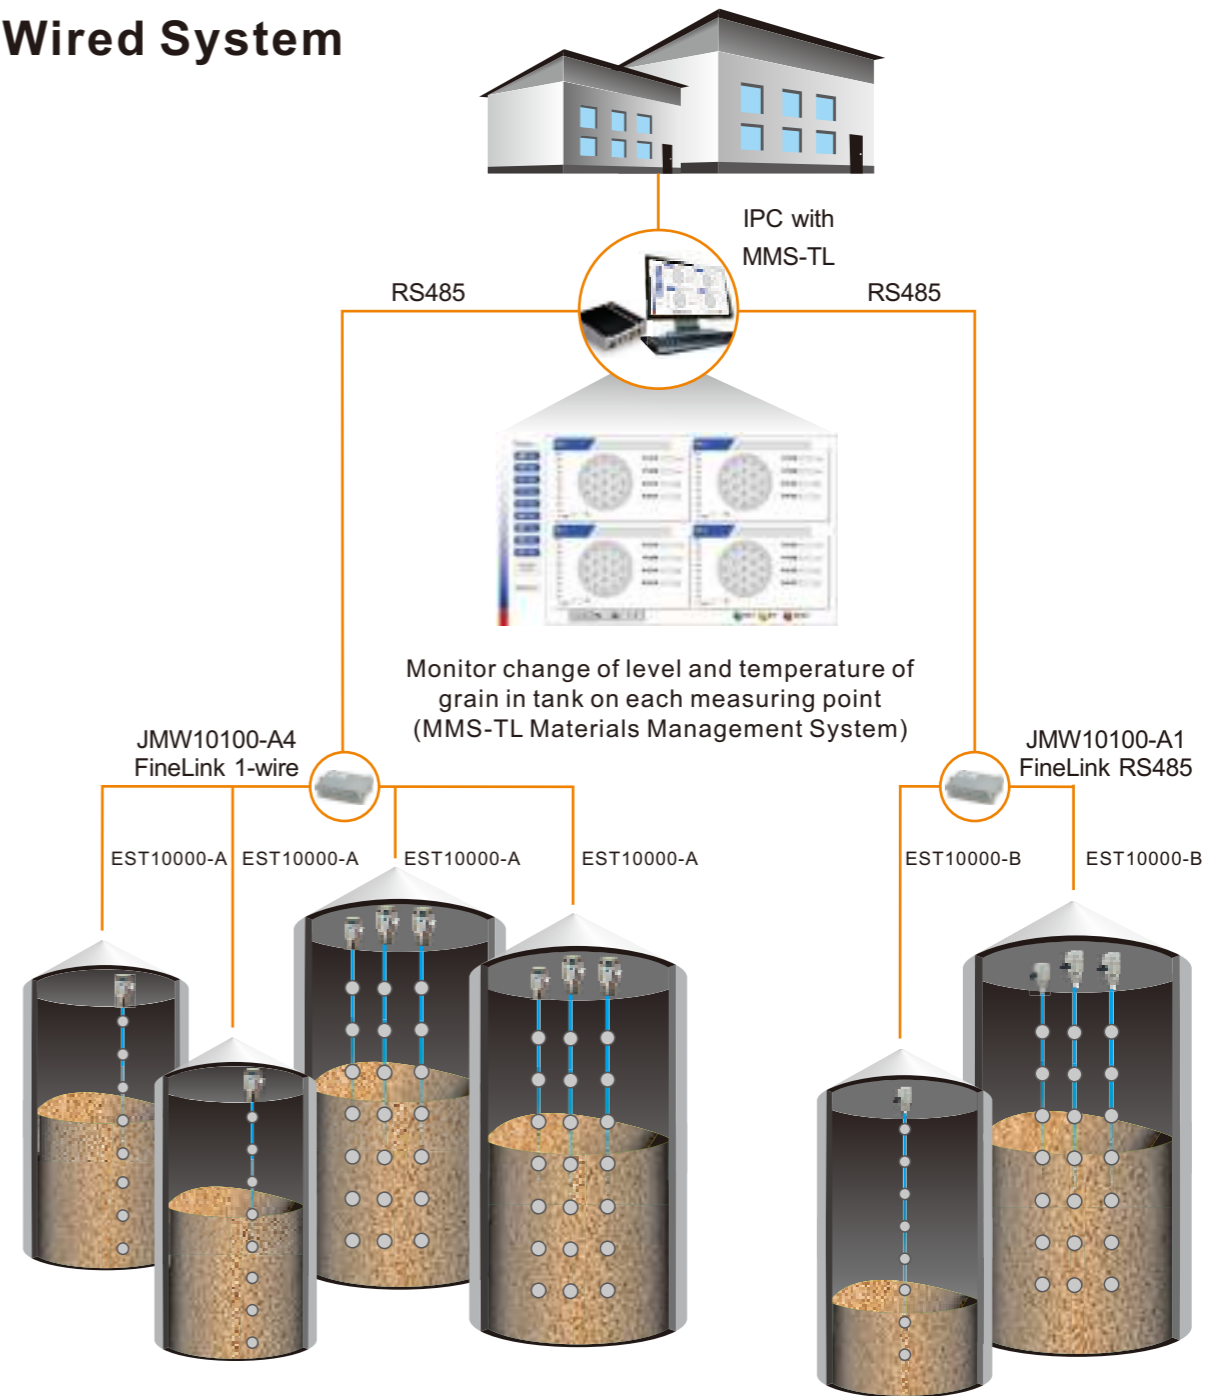 Wired System
IPC with
MMS-TL
RS485
RS485
Monitor change of level and temperature of
grain in tank on each measuring point
(MMS-TL Materials Management System)
JMW10100-A4
FineLink 1-wire
JMW10100-A1
FineLink RS485
EST10000-A
EST10000-A
EST10000-A
EST10000-A
EST10000-B
EST10000-B